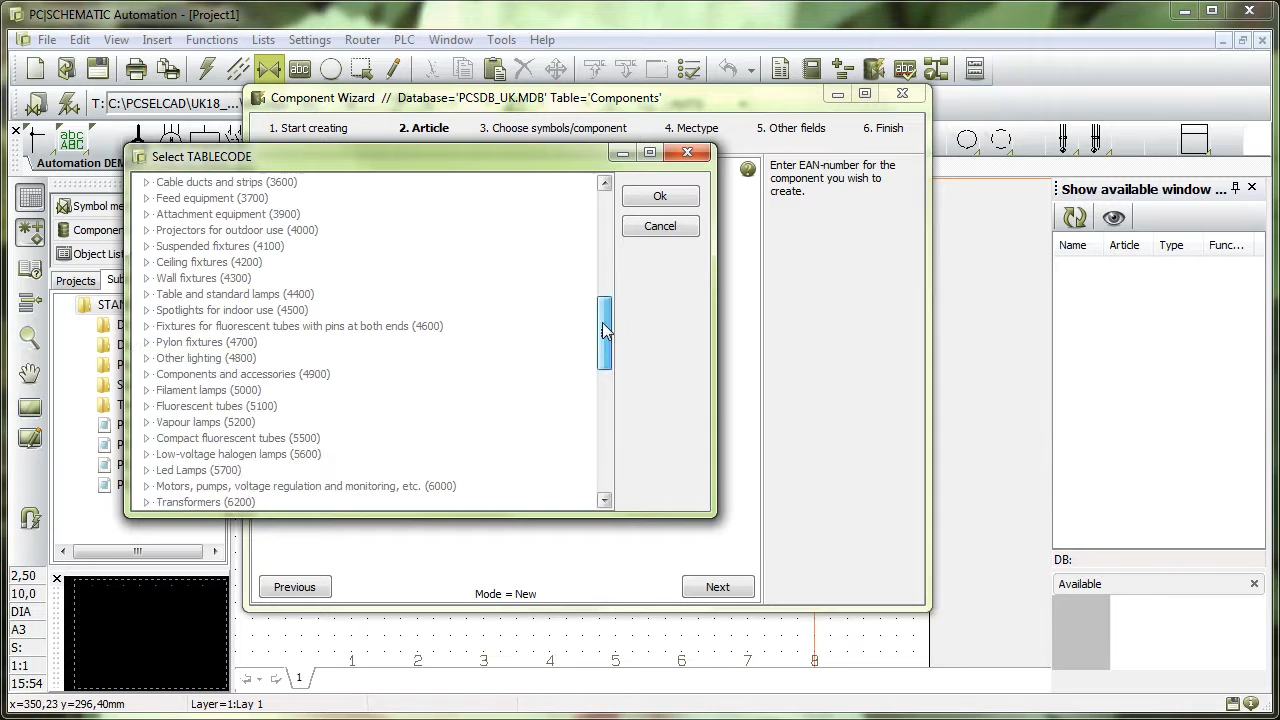 PC|SCHEMATIC Automation - [Project1]
File Edit View Insert Functions Lists Settings Router PLC Window Tools Help
T: C:\PCSELCAD\UK18_...
Automation DEM
Component Wizard // Database='PCSDB_UK.MDB' Table='Components'
1. Start creating 2. Article 3. Choose symbols/component 4. Mectype 5. Other fields 6. Finish
Enter EAN-number for the
component you wish to
create.
Select TABLECODE
Cable ducts and strips (3600)
Feed equipment (3700)
Attachment equipment (3900)
Projectors for outdoor use (4000)
Suspended fixtures (4100)
Ceiling fixtures (4200)
Wall fixtures (4300)
Table and standard lamps (4400)
Spotlights for indoor use (4500)
Fixtures for fluorescent tubes with pins at both ends (4600)
Pylon fixtures (4700)
Other lighting (4800)
Components and accessories (4900)
Filament lamps (5000)
Fluorescent tubes (5100)
Vapour lamps (5200)
Compact fluorescent tubes (5500)
Low-voltage halogen lamps (5600)
Led Lamps (5700)
Motors, pumps, voltage regulation and monitoring, etc. (6000)
Transformers (6200)
Ok
Cancel
Symbol me
Componen
Object List
Projects Sub
STAN
D
D
P
S
T
P
P
P
P
Previous
Mode = New
Next
Show available window ...
Name Article Type Func...
DB:
Available
2,50
10,0
DIA
A3
S:
1:1
15:54
1 2 3 4 5 6 7 8
1
x=350,23 y=296,40mm
Layer=1:Lay 1